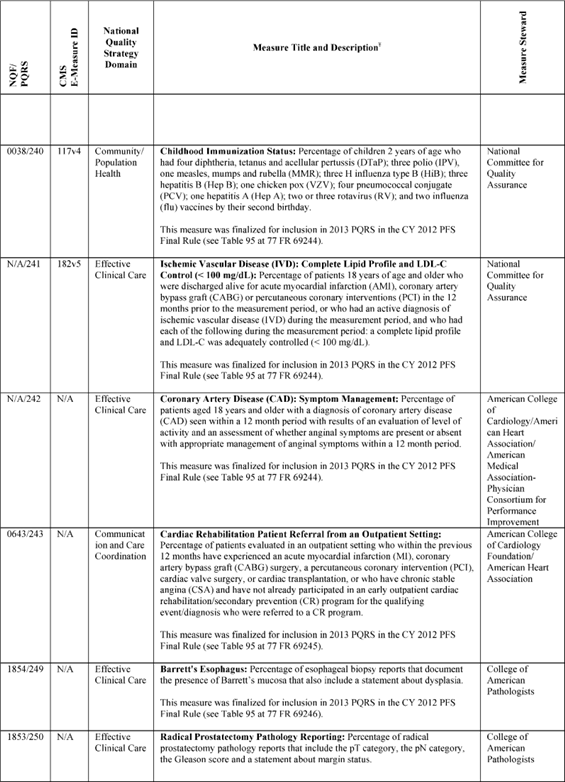 NQF/
PQRS
CMS
E-Measure ID
National
Quality
Strategy
Domain
Measure Title and Description†
Measure Steward
0038/240
117v4
Community/
Population
Health
Childhood Immunization Status: Percentage of children 2 years of age who
had four diphtheria, tetanus and acellular pertussis (DTaP); three polio (IPV),
one measles, mumps and rubella (MMR); three H influenza type B (HiB); three
hepatitis B (Hep B); one chicken pox (VZV); four pneumococcal conjugate
(PCV); one hepatitis A (Hep A); two or three rotavirus (RV); and two influenza
(flu) vaccines by their second birthday.
This measure was finalized for inclusion in 2013 PQRS in the CY 2012 PFS
Final Rule (see Table 95 at 77 FR 69244).
National
Committee for
Quality
Assurance
N/A/241
182v5
Effective
Clinical Care
Ischemic Vascular Disease (IVD): Complete Lipid Profile and LDL-C
Control (< 100 mg/dL): Percentage of patients 18 years of age and older who
were discharged alive for acute myocardial infarction (AMI), coronary artery
bypass graft (CABG) or percutaneous coronary interventions (PCI) in the 12
months prior to the measurement period, or who had an active diagnosis of
ischemic vascular disease (IVD) during the measurement period, and who had
each of the following during the measurement period: a complete lipid profile
and LDL-C was adequately controlled (< 100 mg/dL).
This measure was finalized for inclusion in 2013 PQRS in the CY 2012 PFS
Final Rule (see Table 95 at 77 FR 69244).
National
Committee for
Quality
Assurance
N/A/242
N/A
Effective
Clinical Care
Coronary Artery Disease (CAD): Symptom Management: Percentage of
patients aged 18 years and older with a diagnosis of coronary artery disease
(CAD) seen within a 12 month period with results of an evaluation of level of
activity and an assessment of whether anginal symptoms are present or absent
with appropriate management of anginal symptoms within a 12 month period.
This measure was finalized for inclusion in 2013 PQRS in the CY 2012 PFS
Final Rule (see Table 95 at 77 FR 69244).
American College
of
Cardiology/Ameri
can Heart
Association/
American
Medical
Association-
Physician
Consortium for
Performance
Improvement
0643/243
N/A
Communicat
ion and Care
Coordination
Cardiac Rehabilitation Patient Referral from an Outpatient Setting:
Percentage of patients evaluated in an outpatient setting who within the previous
12 months have experienced an acute myocardial infarction (MI), coronary
artery bypass graft (CABG) surgery, a percutaneous coronary intervention (PCI),
cardiac valve surgery, or cardiac transplantation, or who have chronic stable
angina (CSA) and have not already participated in an early outpatient cardiac
rehabilitation/secondary prevention (CR) program for the qualifying
event/diagnosis who were referred to a CR program.
This measure was finalized for inclusion in 2013 PQRS in the CY 2012 PFS
Final Rule (see Table 95 at 77 FR 69245).
American College
of Cardiology
Foundation/
American Heart
Association
1854/249
N/A
Effective
Clinical Care
Barrett's Esophagus: Percentage of esophageal biopsy reports that document
the presence of Barrett's mucosa that also include a statement about dysplasia.
This measure was finalized for inclusion in 2013 PQRS in the CY 2012 PFS
Final Rule (see Table 95 at 77 FR 69246).
College of
American
Pathologists
1853/250
N/A
Effective
Clinical Care
Radical Prostatectomy Pathology Reporting: Percentage of radical
prostatectomy pathology reports that include the pT category, the pN category,
the Gleason score and a statement about margin status.
College of
American
Pathologists